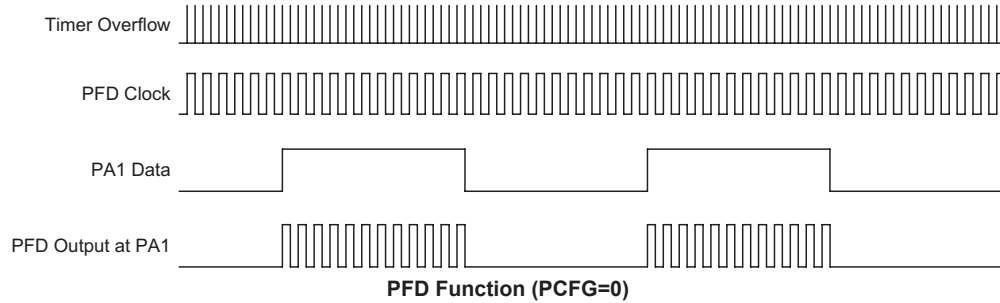 Timer Overflow
PFD Clock
PA1 Data
PFD Output at PA1
PFD Function (PCFG=0)